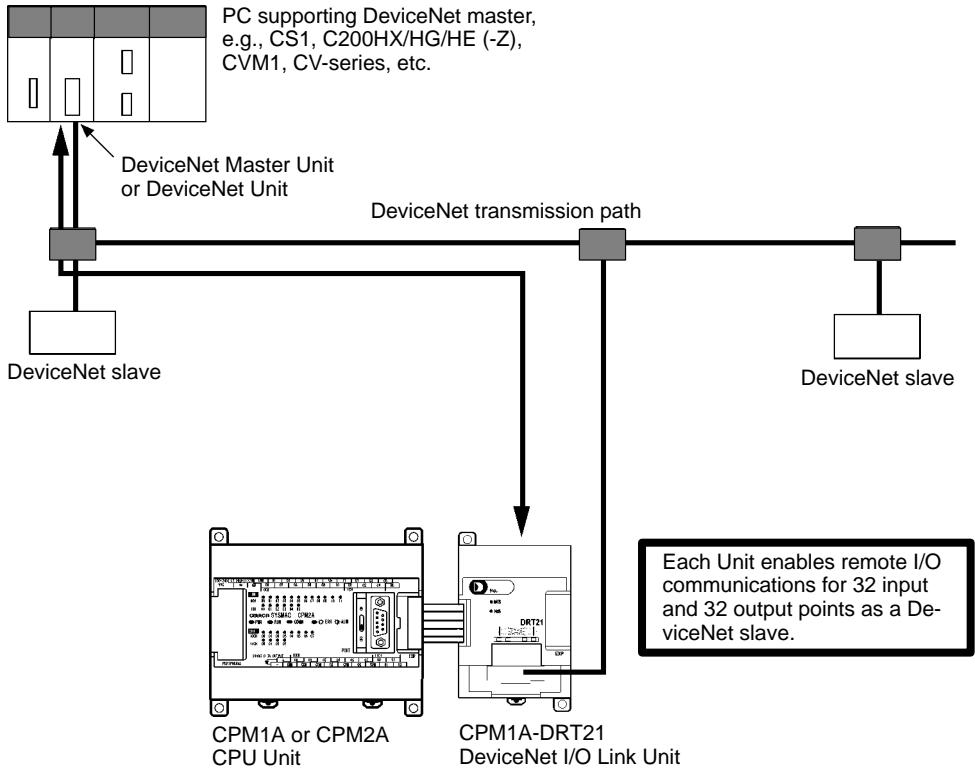 PC supporting DeviceNet master,
e.g., CS1, C200HX/HG/HE (-Z),
CVM1, CV-series, etc.
DeviceNet Master Unit
or DeviceNet Unit
DeviceNet transmission path
DeviceNet slave
DeviceNet slave
Each Unit enables remote I/O
communications for 32 input
and 32 output points as a De-
viceNet slave.
SYSMAC CPM2A
No.
DRT21
EXP
CPM1A or CPM2A
CPU Unit
CPM1A-DRT21
DeviceNet I/O Link Unit